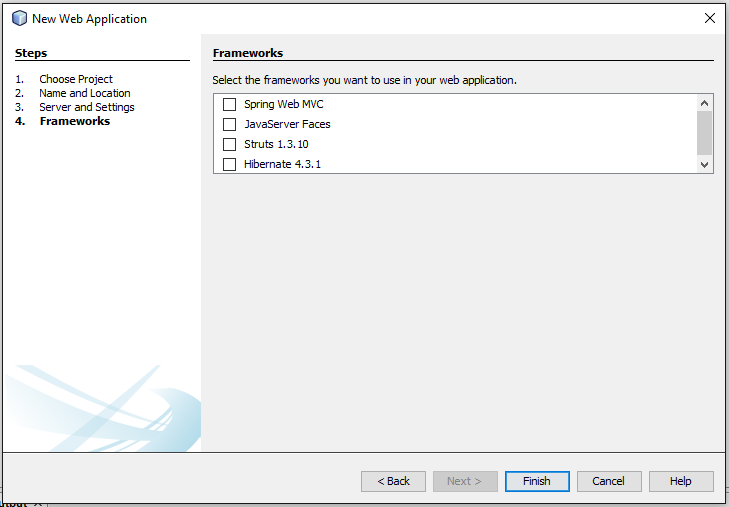 New Web Application
Steps
1. Choose Project
2. Name and Location
3. Server and Settings
4. Frameworks
Frameworks
Select the frameworks you want to use in your web application.
Spring Web MVC
JavaServer Faces
Struts 1.3.10
Hibernate 4.3.1
< Back
Next >
Finish
Cancel
Help